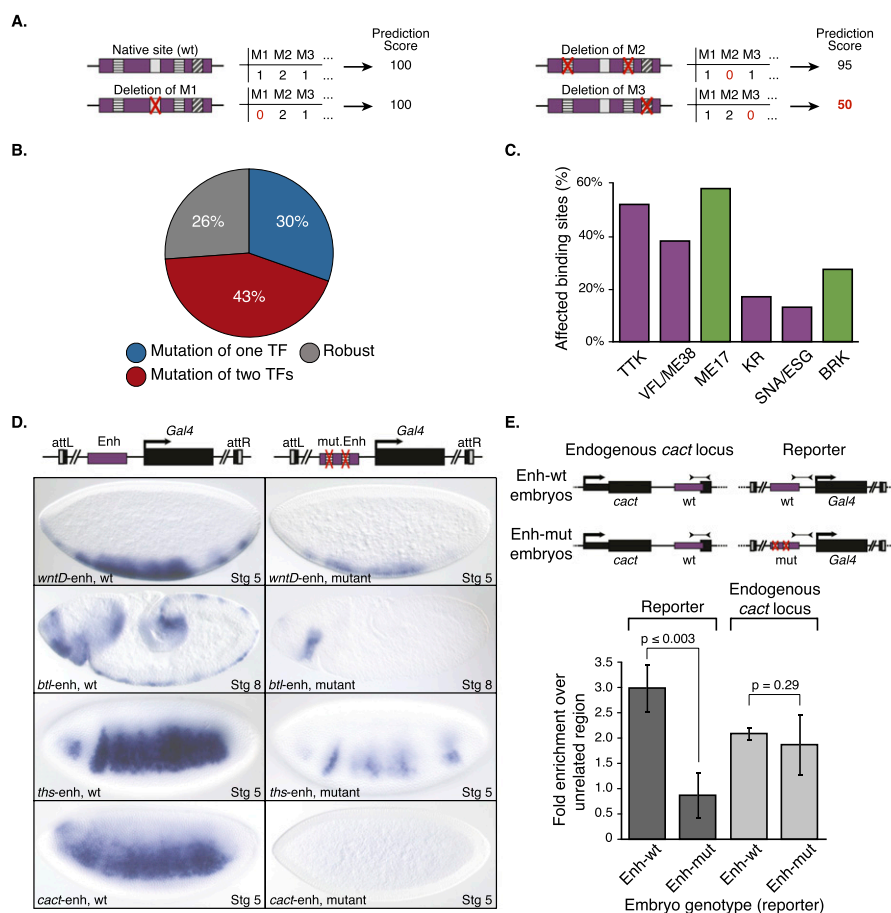 A.
Native site (wt)
M1 M2 M3 ...
1 2 1 ...
Prediction Score
100
Deletion of M1
M1 M2 M3 ...
0 2 1 ...
100
Deletion of M2
M1 M2 M3 ...
1 0 1 ...
Prediction Score
95
Deletion of M3
M1 M2 M3 ...
1 2 0 ...
50
B.
26%
30%
43%
Mutation of one TF
Robust
Mutation of two TFs
C.
Affected binding sites (%)
60%
40%
20%
0%
TTK
VFL/ME38
ME17
KR
SNA/ESG
BRK
D.
attL
Enh
Gal4
attR
attL
mut.Enh
Gal4
attR
wntD-enh, wt
Stg 5
wntD-enh, mutant
Stg 5
btl-enh, wt
Stg 8
btl-enh, mutant
Stg 8
ths-enh, wt
Stg 5
ths-enh, mutant
Stg 5
cact-enh, wt
Stg 5
cact-enh, mutant
Stg 5
E.
Endogenous cact locus
Reporter
Enh-wt
embryos
cact
wt
wt
Gal4
Enh-mut
embryos
cact
wt
mut
Gal4
Reporter
Endogenous
cact locus
p ≤ 0.003
p = 0.29
Fold enrichment over
unrelated region
3.5
3.0
2.5
2.0
1.5
1.0
0.5
0
Enh-wt
Enh-mut
Enh-wt
Enh-mut
Embryo genotype (reporter)